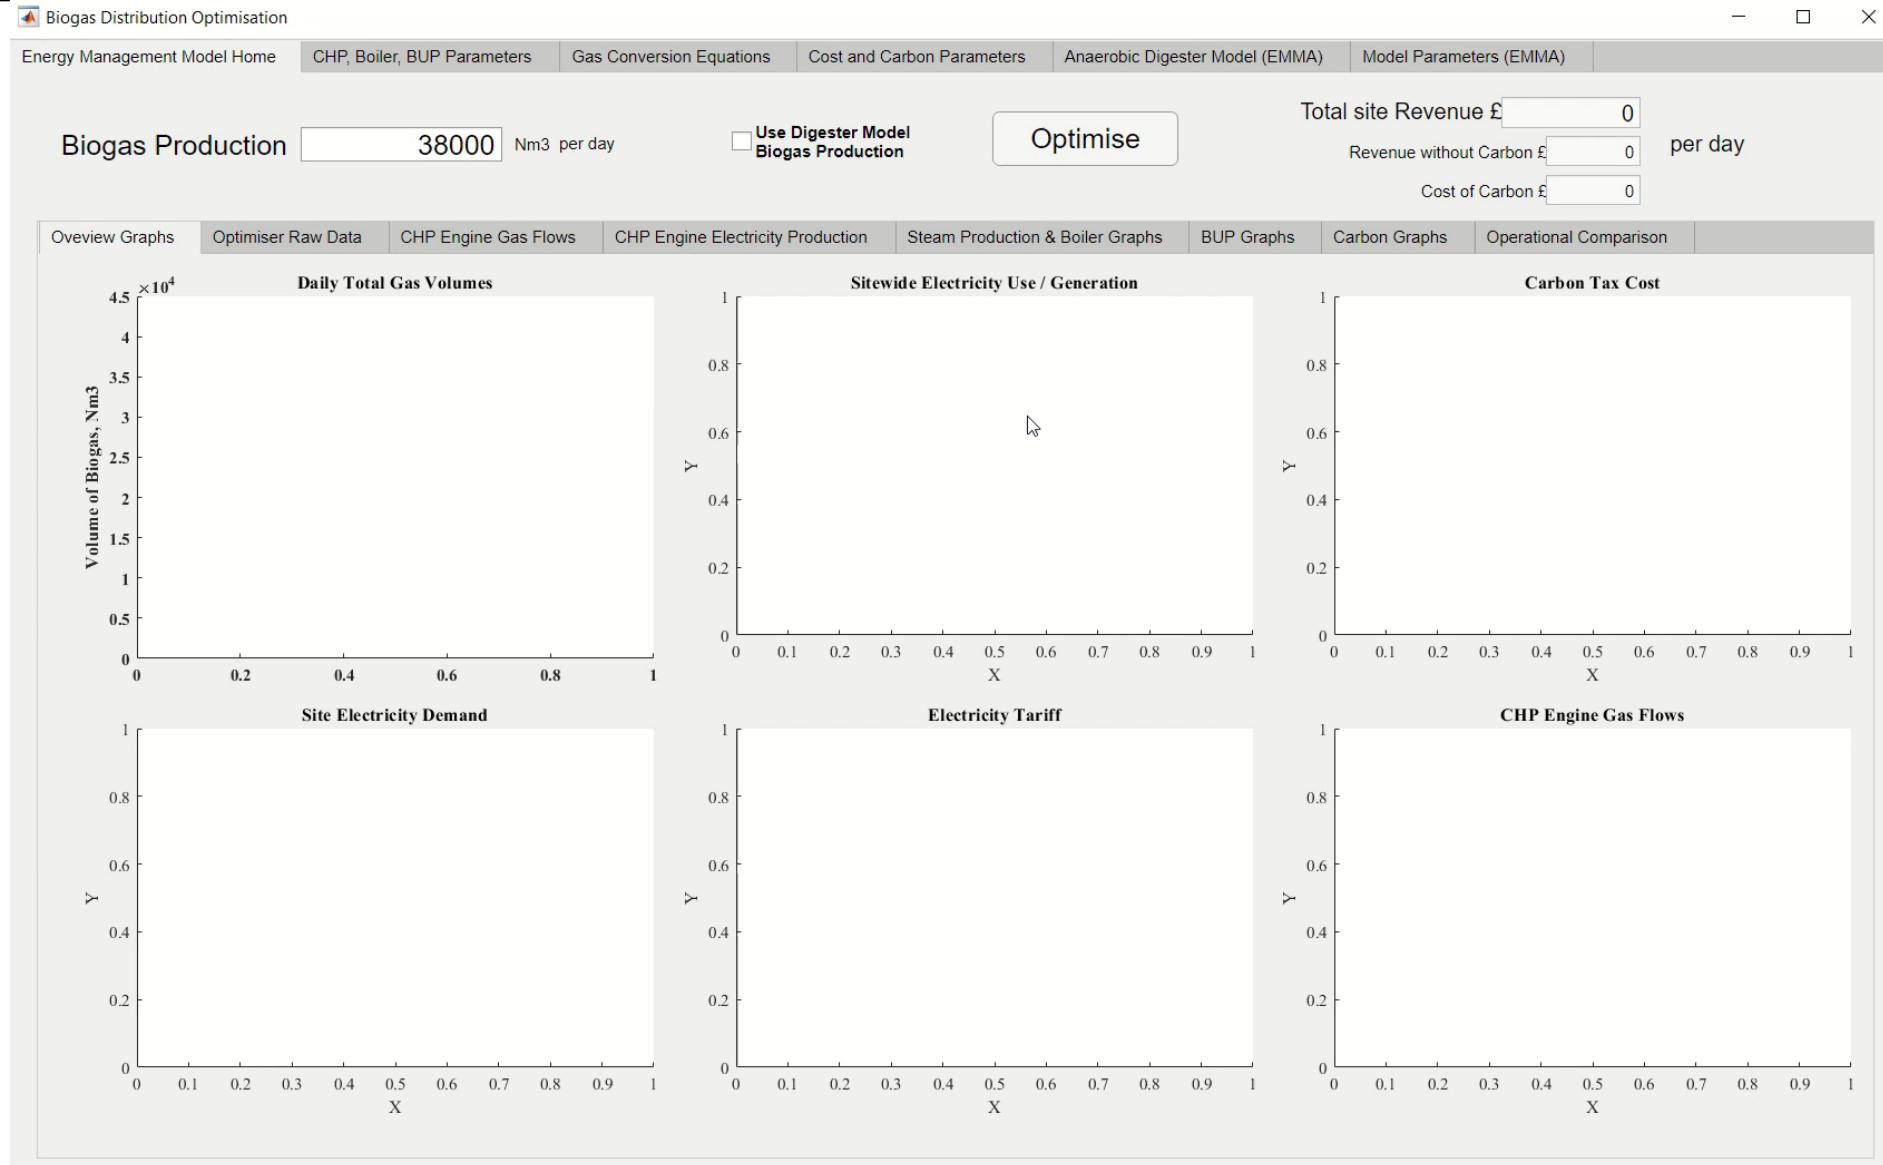 Biogas Distribution Optimisation
Energy Management Model Home
CHP, Boiler, BUP Parameters
Gas Conversion Equations
Cost and Carbon Parameters
Anaerobic Digester Model (EMMA)
Model Parameters (EMMA)
Biogas Production 38000 Nm3 per day
Use Digester Model
Biogas Production
Optimise
Total site Revenue £ 0
Revenue without Carbon £ 0
Cost of Carbon £ 0
per day
Oveview Graphs
Optimiser Raw Data
CHP Engine Gas Flows
CHP Engine Electricity Production
Steam Production & Boiler Graphs
BUP Graphs
Carbon Graphs
Operational Comparison
Daily Total Gas Volumes
×10⁴
4.5
4
3.5
3
2.5
2
1.5
1
0.5
0
Volume of Biogas, Nm3
0 0.2 0.4 0.6 0.8 1
Sitewide Electricity Use / Generation
1
0.8
0.6
0.4
0.2
0
Y
0 0.1 0.2 0.3 0.4 0.5 0.6 0.7 0.8 0.9 1
X
Carbon Tax Cost
1
0.8
0.6
0.4
0.2
0
Y
0 0.1 0.2 0.3 0.4 0.5 0.6 0.7 0.8 0.9 1
X
Site Electricity Demand
1
0.8
0.6
0.4
0.2
0
Y
0 0.1 0.2 0.3 0.4 0.5 0.6 0.7 0.8 0.9 1
X
Electricity Tariff
1
0.8
0.6
0.4
0.2
0
Y
0 0.1 0.2 0.3 0.4 0.5 0.6 0.7 0.8 0.9 1
X
CHP Engine Gas Flows
1
0.8
0.6
0.4
0.2
0
Y
0 0.1 0.2 0.3 0.4 0.5 0.6 0.7 0.8 0.9 1
X